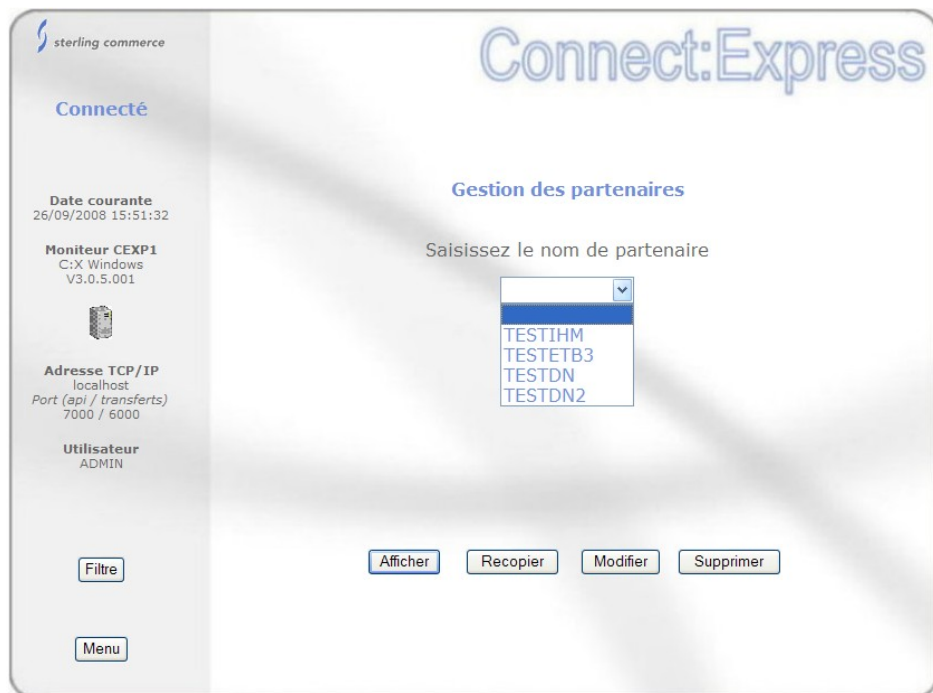 sterling commerce
Connect:Express
Connecté
Date courante
26/09/2008 15:51:32
Moniteur CEXP1
C:X Windows
V3.0.5.001
Adresse TCP/IP
localhost
Port (api / transferts)
7000 / 6000
Utilisateur
ADMIN
Filtre
Menu
Gestion des partenaires
Saisissez le nom de partenaire
TESTIHM
TESTETB3
TESTDN
TESTDN2
Afficher Recopier Modifier Supprimer